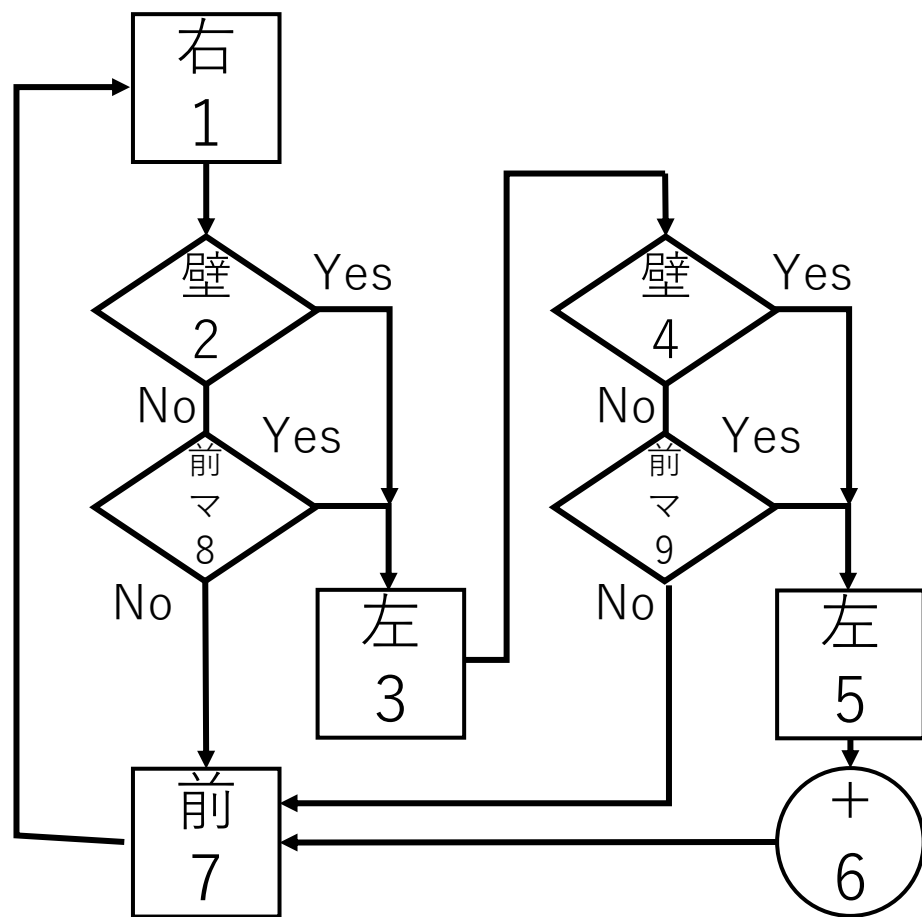 右
1
壁
2
Yes
No
前
マ
8
Yes
No
左
3
壁
4
Yes
No
前
マ
9
Yes
No
左
5
+
6
前
7